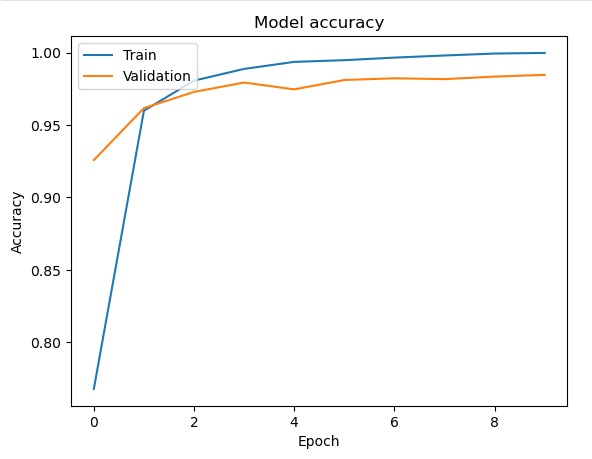 Model accuracy
Train
Validation
1.00
0.95
0.90
0.85
0.80
Accuracy
0 2 4 6 8
Epoch